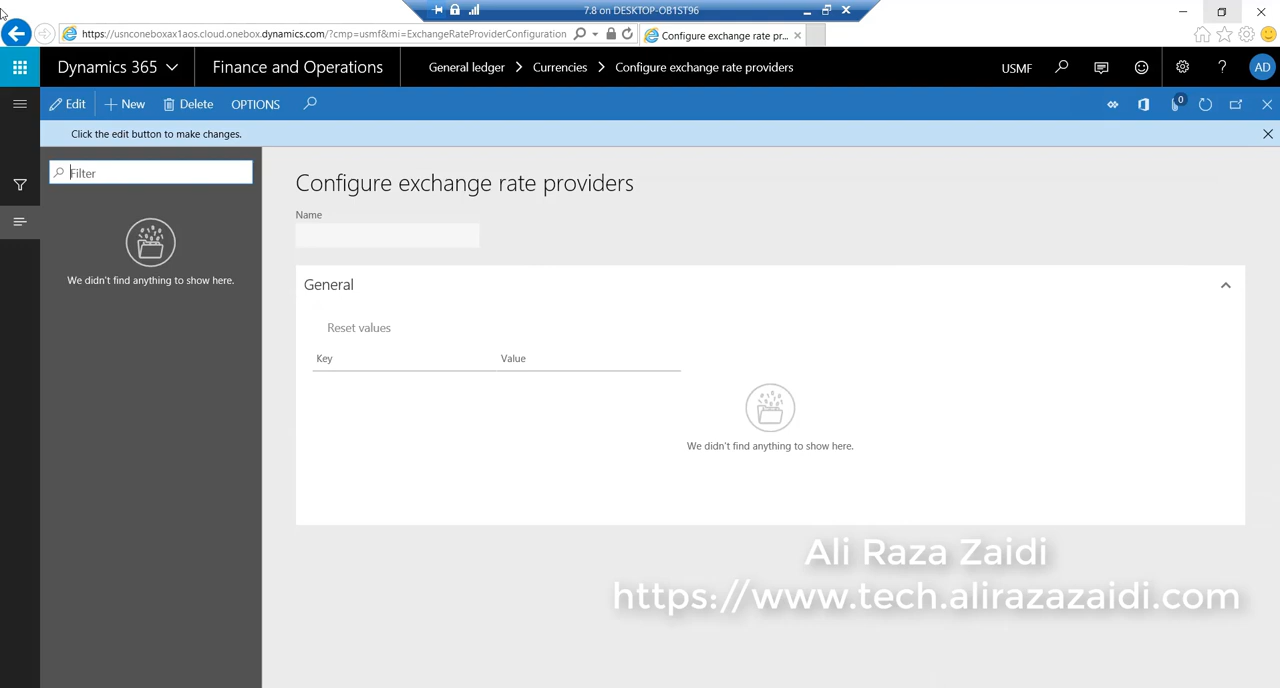 7.8 on DESKTOP-OB1ST96
https://usnconeboxax1aos.cloud.onebox.dynamics.com/?cmp=usmf&mi=ExchangeRateProviderConfiguration
Configure exchange rate pr...
Dynamics 365
Finance and Operations
General ledger > Currencies > Configure exchange rate providers
USMF
?
AD
Edit
+ New
Delete
OPTIONS
0
Click the edit button to make changes.
Filter
We didn't find anything to show here.
Configure exchange rate providers
Name
General
Reset values
Key
Value
We didn't find anything to show here.
Ali Raza Zaidi
https://www.tech.alirazazaidi.com